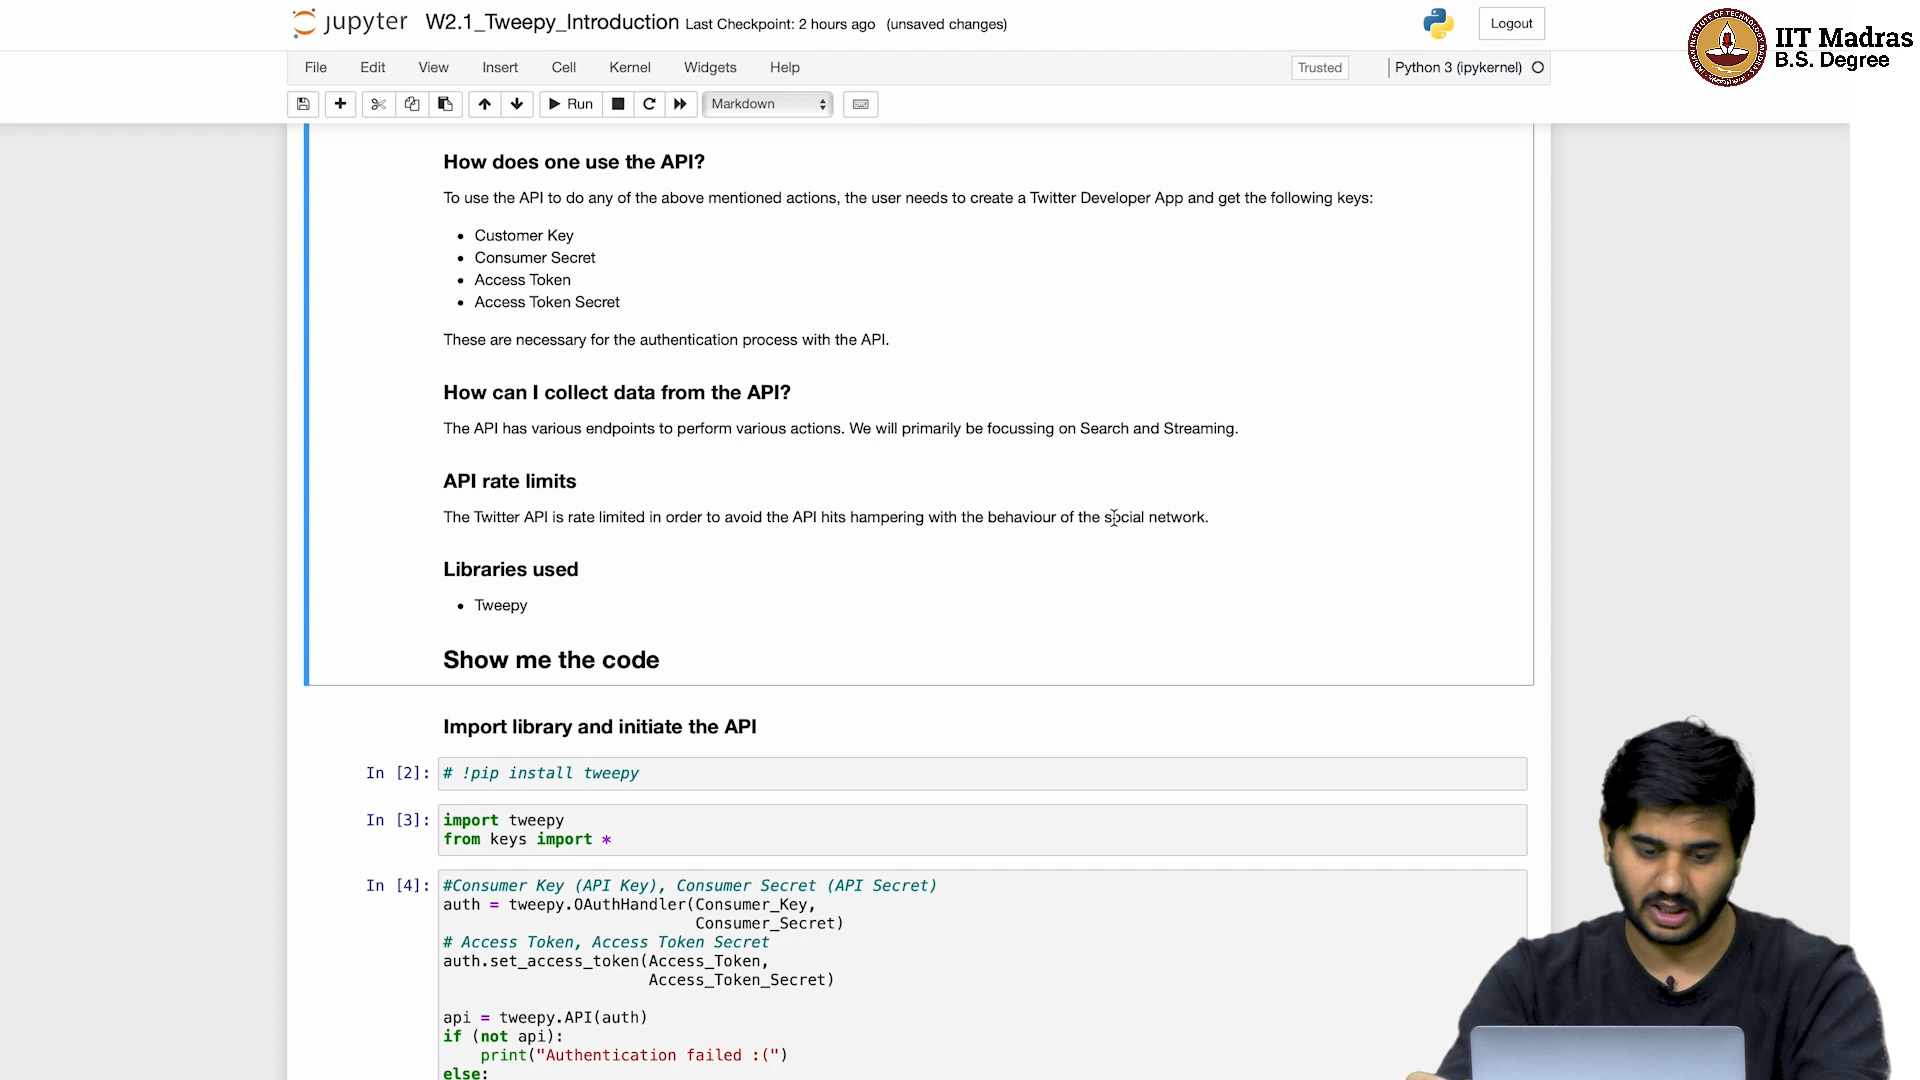 jupyter W2.1_Tweepy_Introduction Last Checkpoint: 2 hours ago (unsaved changes)
Logout
IIT Madras
B.S. Degree
File Edit View Insert Cell Kernel Widgets Help
Trusted
Python 3 (ipykernel)
Run
Markdown
How does one use the API?
To use the API to do any of the above mentioned actions, the user needs to create a Twitter Developer App and get the following keys:
• Customer Key
• Consumer Secret
• Access Token
• Access Token Secret
These are necessary for the authentication process with the API.
How can I collect data from the API?
The API has various endpoints to perform various actions. We will primarily be focussing on Search and Streaming.
API rate limits
The Twitter API is rate limited in order to avoid the API hits hampering with the behaviour of the social network.
Libraries used
• Tweepy
Show me the code
Import library and initiate the API
In [2]: # !pip install tweepy
In [3]: import tweepy
from keys import *
In [4]: #Consumer Key (API Key), Consumer Secret (API Secret)
auth = tweepy.OAuthHandler(Consumer_Key,
Consumer_Secret)
# Access Token, Access Token Secret
auth.set_access_token(Access_Token,
Access_Token_Secret)
api = tweepy.API(auth)
if (not api):
print("Authentication failed :(")
else: